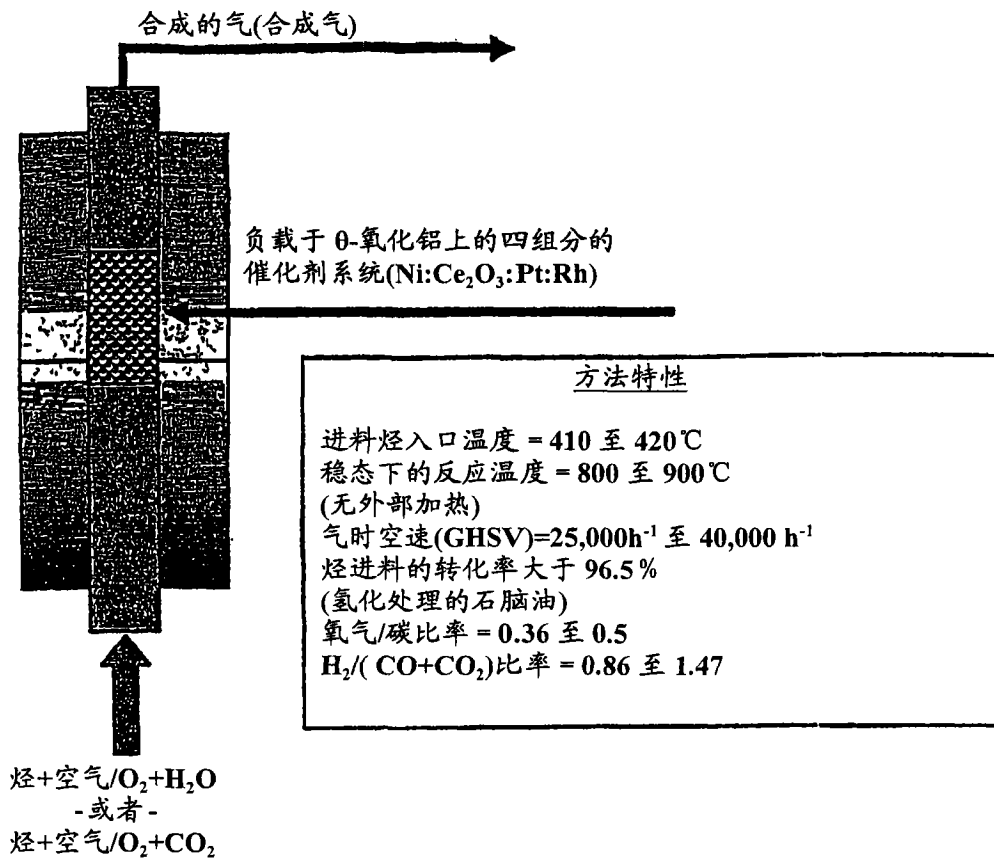 合成的气(合成气)
负载于 θ-氧化铝上的四组分的
催化剂系统(Ni:Ce₂O₃:Pt:Rh)
方法特性
进料烃入口温度 = 410 至 420℃
稳态下的反应温度 = 800 至 900℃
(无外部加热)
气时空速(GHSV)=25,000h⁻¹ 至 40,000 h⁻¹
烃进料的转化率大于 96.5%
(氢化处理的石脑油)
氧气/碳比率 = 0.36 至 0.5
H₂/( CO+CO₂)比率 = 0.86 至 1.47
烃+空气/O₂+H₂O
-或者-
烃+空气/O₂+CO₂